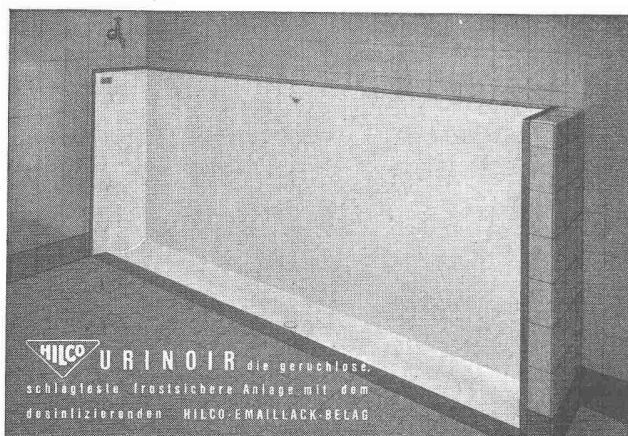 HILCO URINOIR die geruchlose,
schlagfeste frostsichere Anlage mit dem
desinfizierenden HILCO-EMAILLACK-BELAG